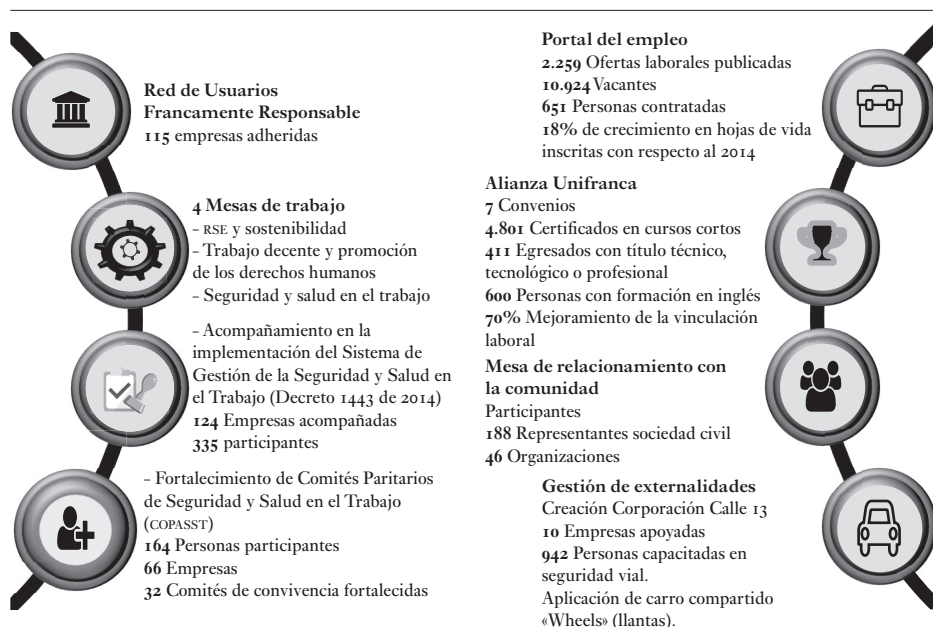 Red de Usuarios
Francamente Responsable
115 empresas adheridas
4 Mesas de trabajo
– RSE y sostenibilidad
– Trabajo decente y promoción
de los derechos humanos
– Seguridad y salud en el trabajo
– Acompañamiento en la
implementación del Sistema de
Gestión de la Seguridad y Salud en
el Trabajo (Decreto 1443 de 2014)
124 Empresas acompañadas
335 participantes
– Fortalecimiento de Comités Paritarios
de Seguridad y Salud en el Trabajo
(COPASST)
164 Personas participantes
66 Empresas
32 Comités de convivencia fortalecidas
Portal del empleo
2.259 Ofertas laborales publicadas
10.924 Vacantes
651 Personas contratadas
18% de crecimiento en hojas de vida
inscritas con respecto al 2014
Alianza Unifranca
7 Convenios
4.801 Certificados en cursos cortos
411 Egresados con título técnico,
tecnológico o profesional
600 Personas con formación en inglés
70% Mejoramiento de la vinculación
laboral
Mesa de relacionamiento con
la comunidad
Participantes
188 Representantes sociedad civil
46 Organizaciones
Gestión de externalidades
Creación Corporación Calle 13
10 Empresas apoyadas
942 Personas capacitadas en
seguridad vial.
Aplicación de carro compartido
«Wheels» (llantas).